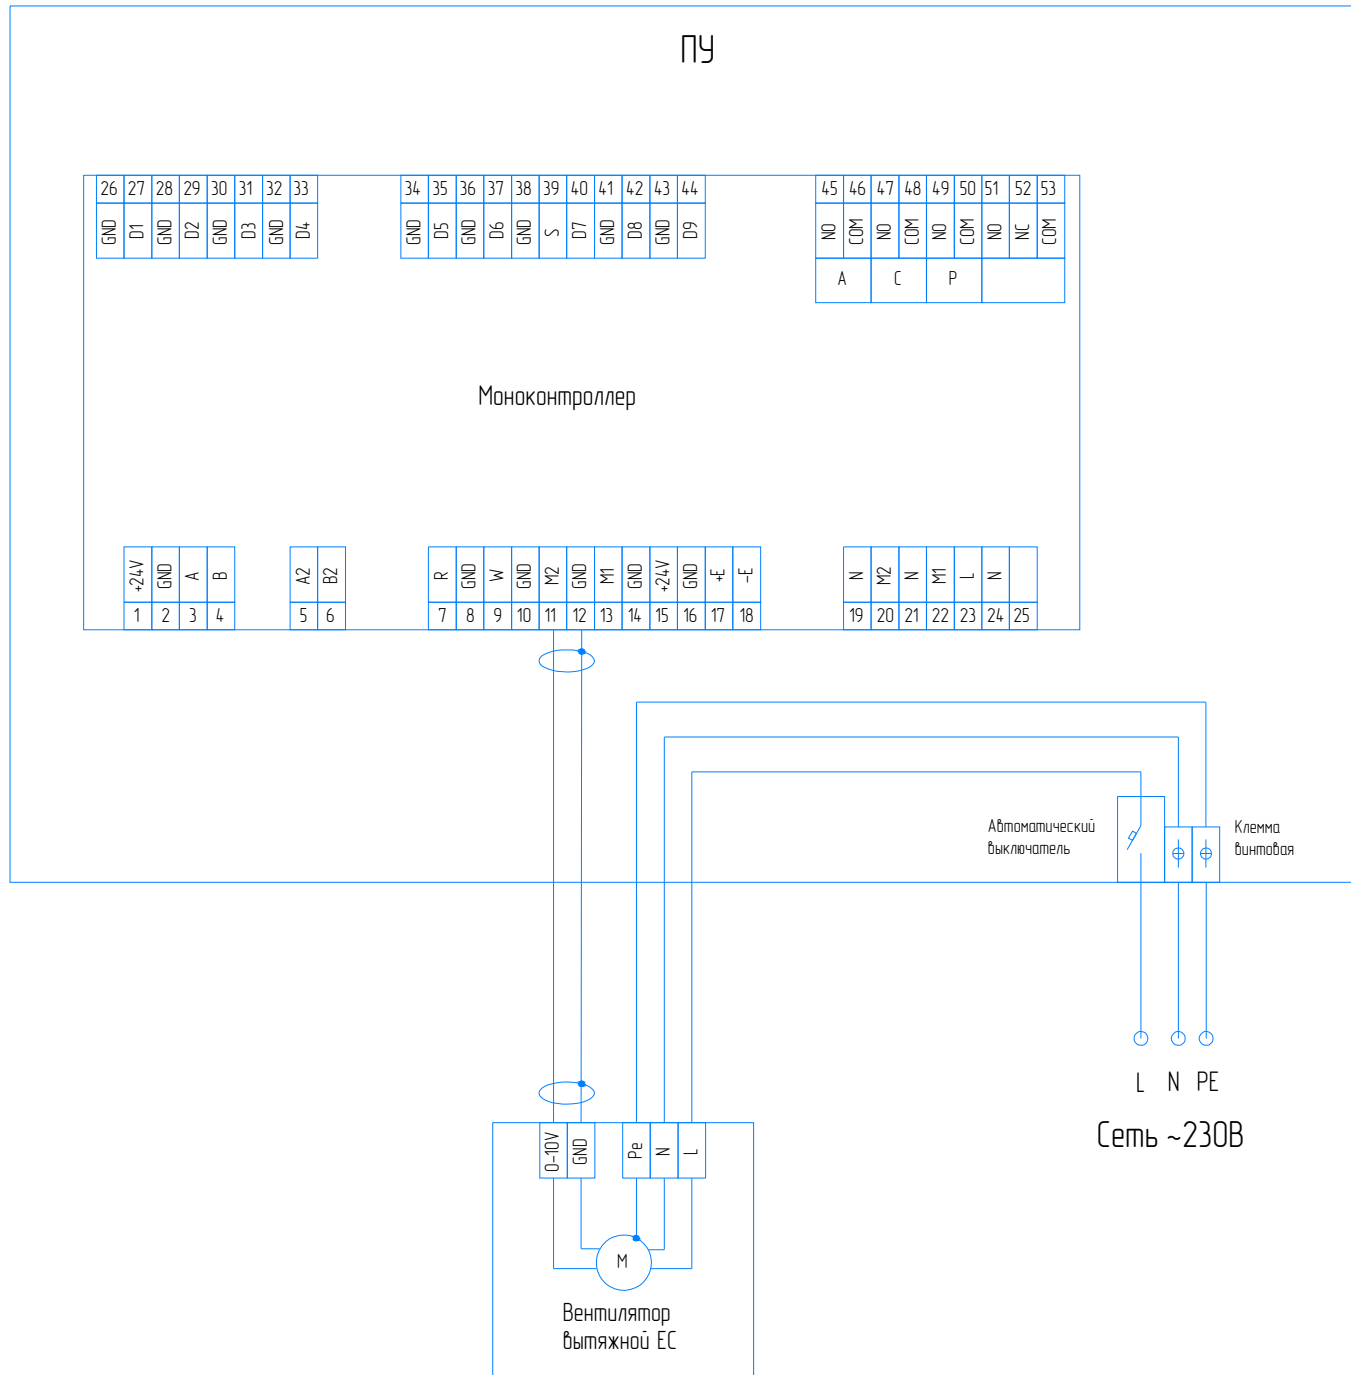 ПУ
26 27 28 29 30 31 32 33
GND D1 GND D2 GND D3 GND D4
34 35 36 37 38 39 40 41 42 43 44
GND D5 GND D6 GND S D7 GND D8 GND D9
45 46 47 48 49 50 51 52 53
NO COM NO COM NO COM NO NC COM
A C P
Моноконтроллер
+24V GND A B
1 2 3 4
A2 B2
5 6
R GND W GND M2 GND M1 GND +24V GND +E -E
7 8 9 10 11 12 13 14 15 16 17 18
N M2 N M1 L N
19 20 21 22 23 24 25
Автоматический
выключатель
Клемма
винтовая
L N PE
Сеть ~230В
0-10V GND Pe N L
M
Вентилятор
вытяжной ЕС